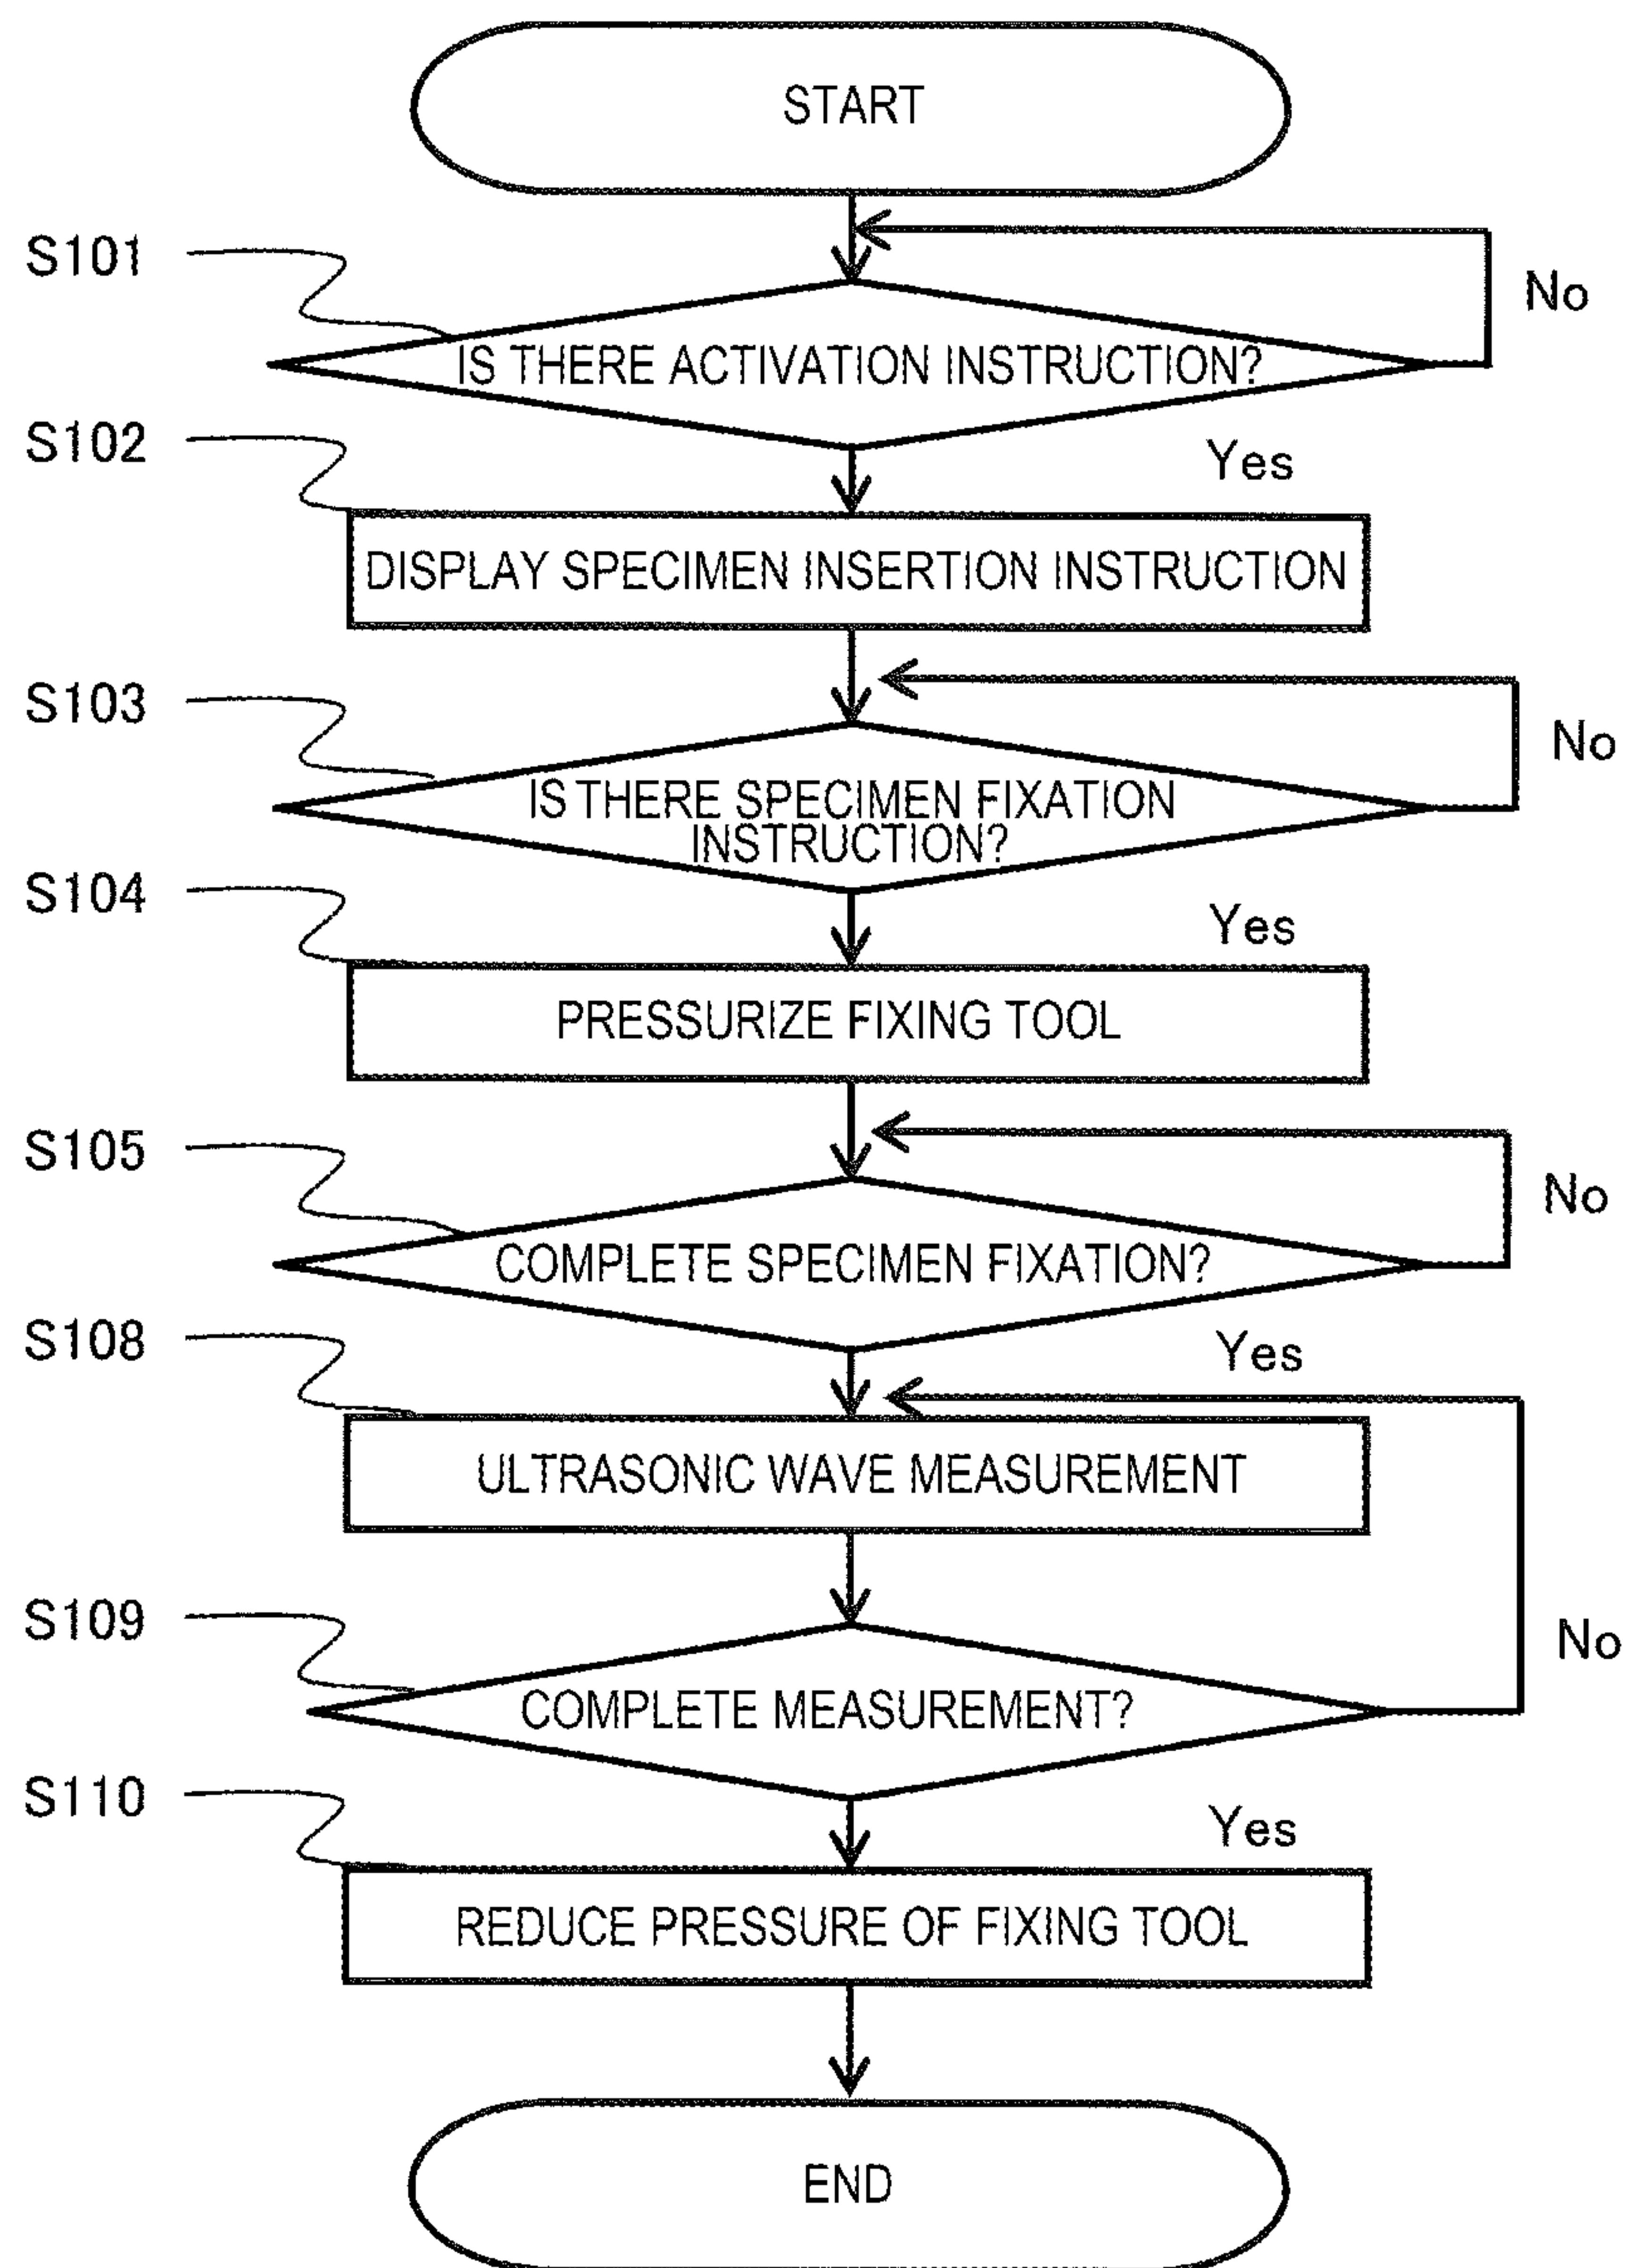 START
S101
No
IS THERE ACTIVATION INSTRUCTION?
S102
Yes
DISPLAY SPECIMEN INSERTION INSTRUCTION
S103
No
IS THERE SPECIMEN FIXATION
INSTRUCTION?
S104
Yes
PRESSURIZE FIXING TOOL
S105
No
COMPLETE SPECIMEN FIXATION?
S108
Yes
ULTRASONIC WAVE MEASUREMENT
S109
No
COMPLETE MEASUREMENT?
S110
Yes
REDUCE PRESSURE OF FIXING TOOL
END